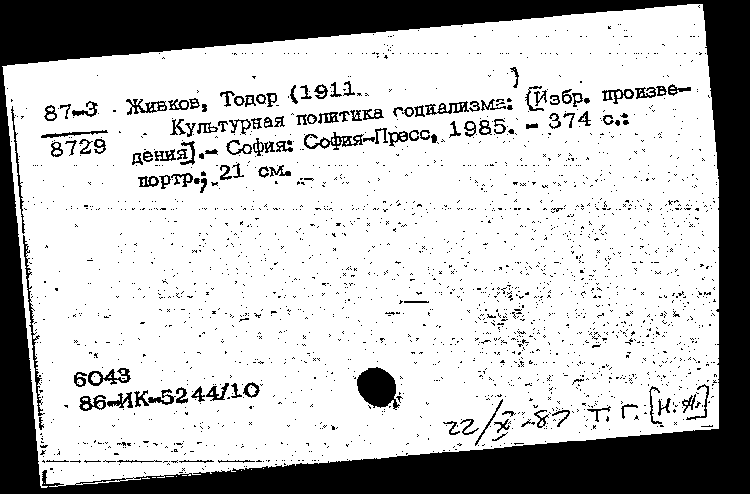 87-3 Живков, Тодор (1911 )
8729 Культурная политика социализма: [Избр. произве-
дения].- София: София-Пресс, 1985. - 374 с.:
портр.; 21 см.
6043
86-ИК-5244/10
22/X -87 Т. Г. [Н.А.]